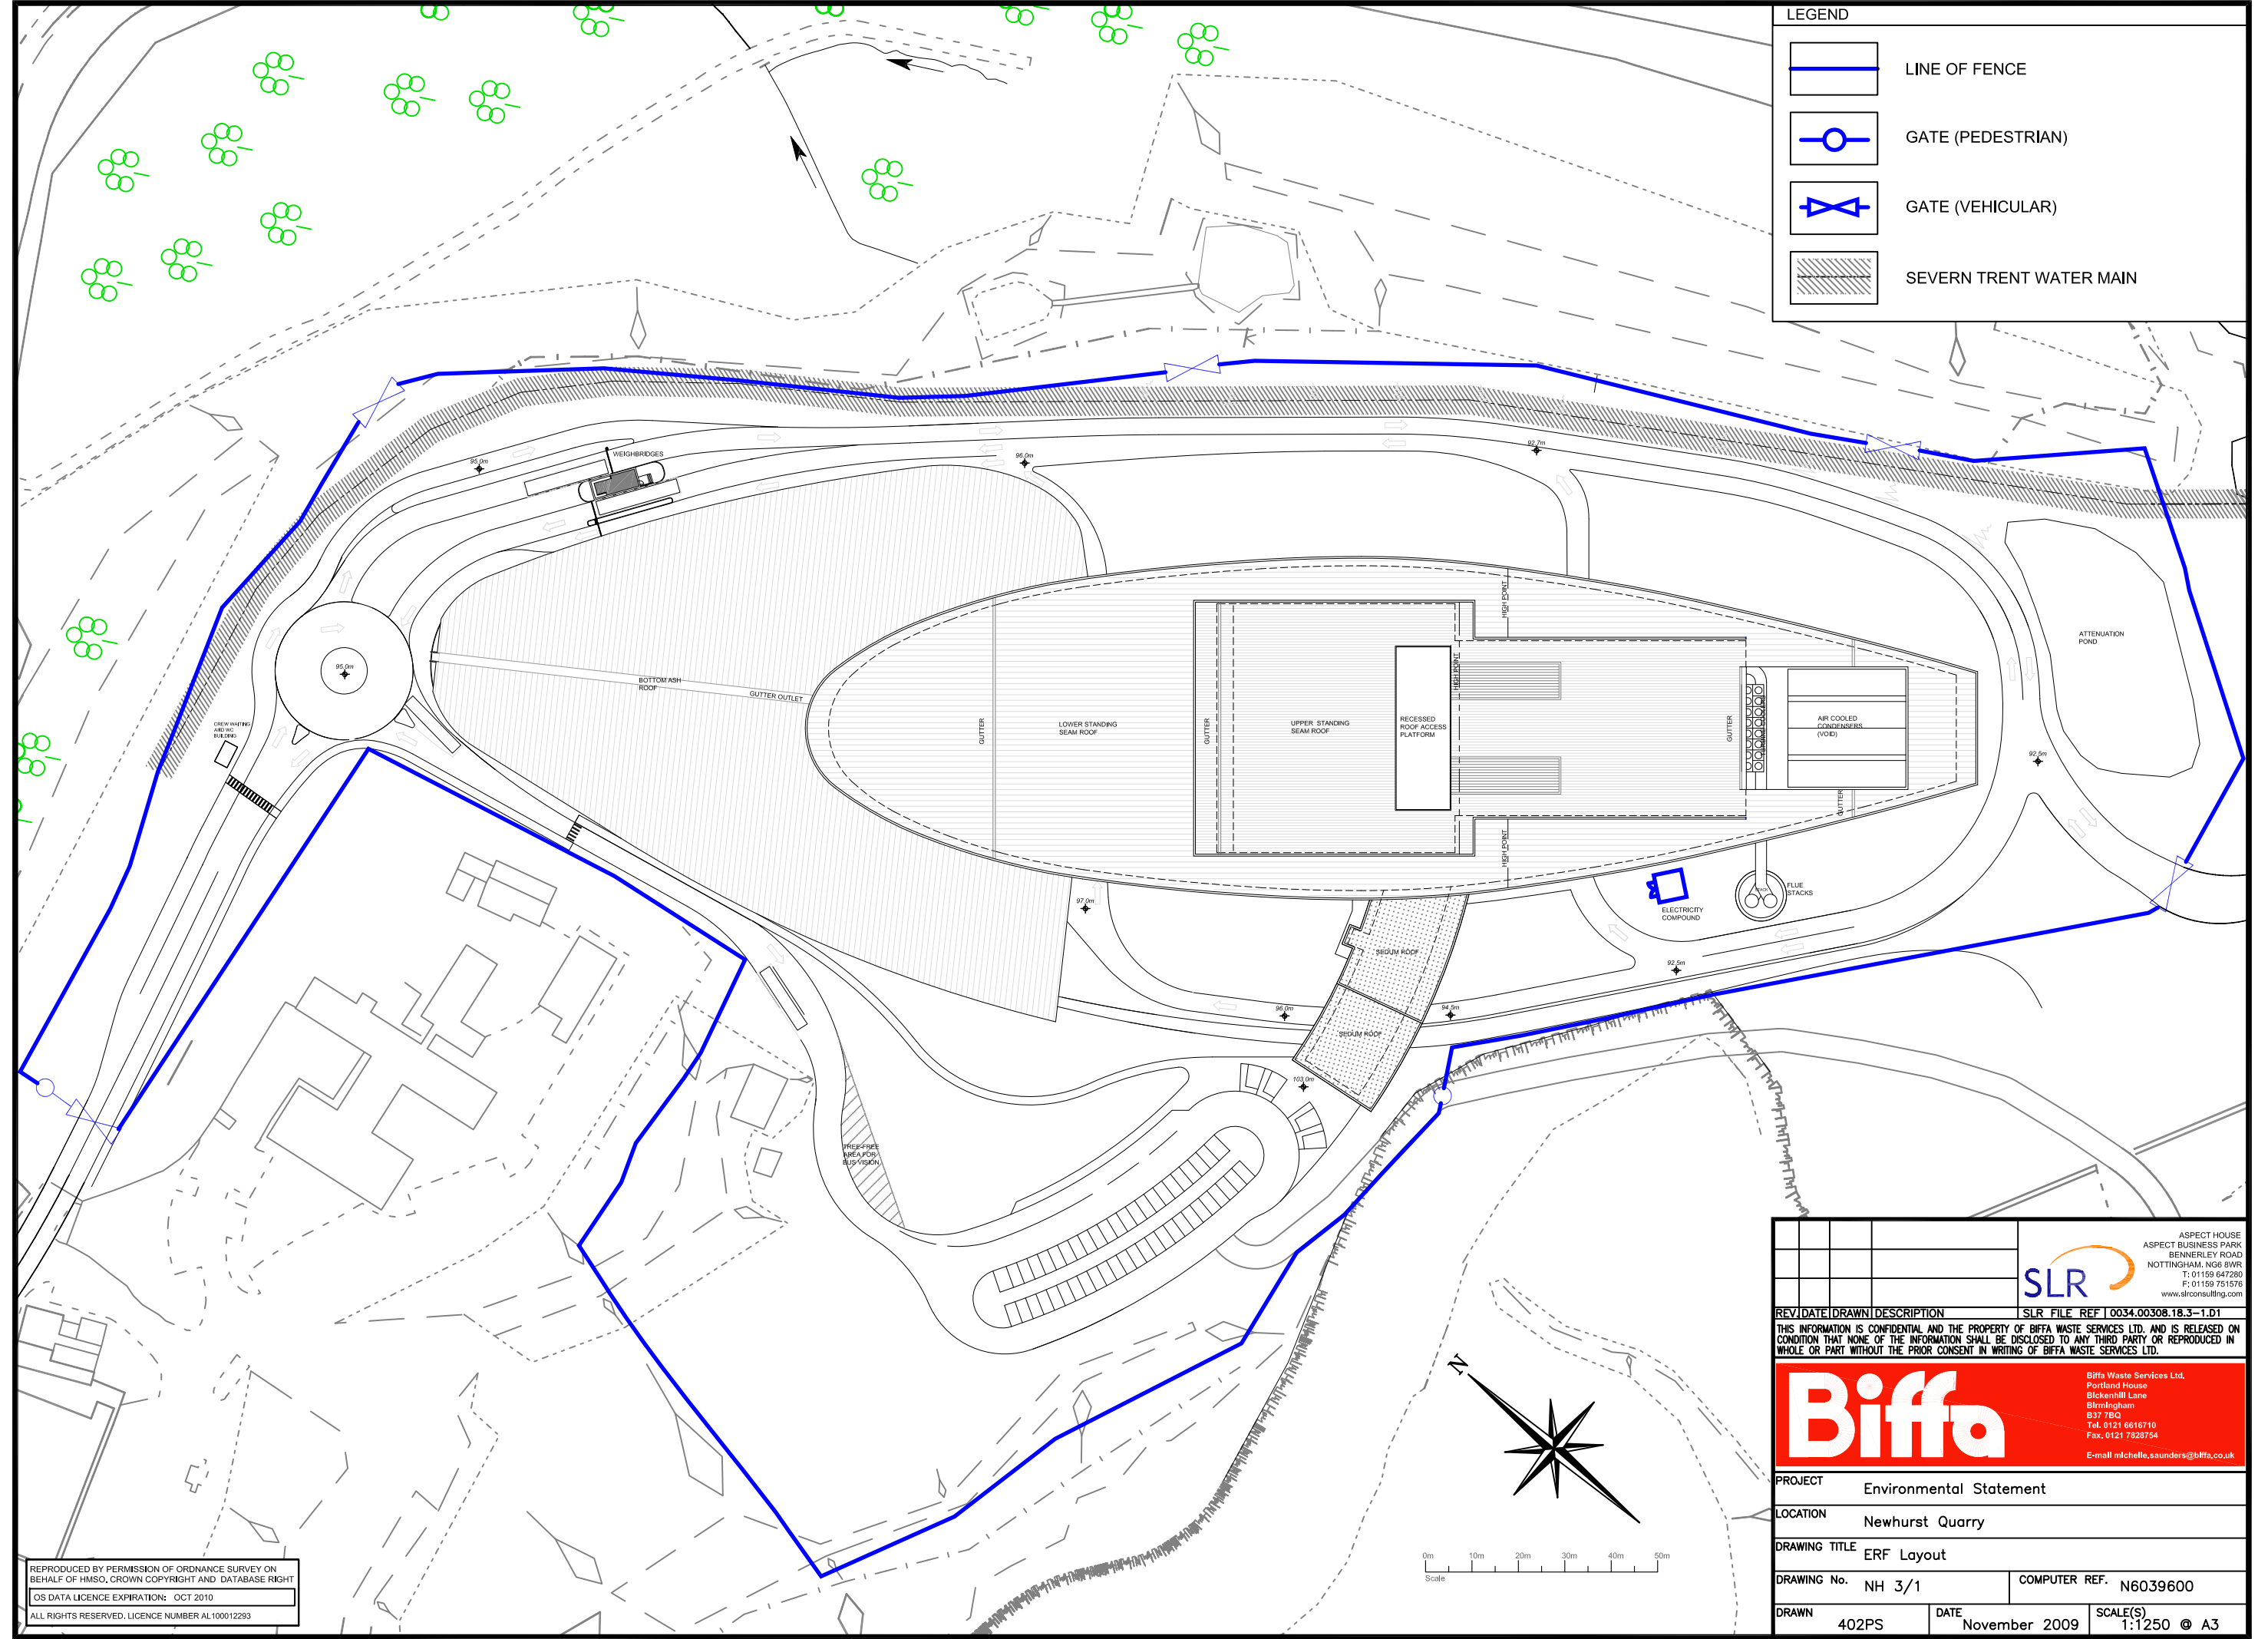 LEGEND
LINE OF FENCE
GATE (PEDESTRIAN)
GATE (VEHICULAR)
SEVERN TRENT WATER MAIN
WEIGHBRIDGES
95.0m
96.0m
92.7m
95.0m
BOTTOM ASH
ROOF
GUTTER OUTLET
CREW WAITING
AND WC
BUILDING
GUTTER
LOWER STANDING
SEAM ROOF
GUTTER
UPPER STANDING
SEAM ROOF
RECESSED
ROOF ACCESS
PLATFORM
HIGH POINT
HIGH POINT
HIGH POINT
GUTTER
AIR COOLED
CONDENSERS
(VOID)
GUTTER
ATTENUATION
POND
92.5m
97.0m
ELECTRICITY
COMPOUND
FLUE
STACKS
SEDUM ROOF
92.5m
96.0m
94.5m
SEDUM ROOF
103.0m
TREE-FREE
AREA FOR
BUS VISION
N
0m 10m 20m 30m 40m 50m
Scale
REPRODUCED BY PERMISSION OF ORDNANCE SURVEY ON
BEHALF OF HMSO. CROWN COPYRIGHT AND DATABASE RIGHT
OS DATA LICENCE EXPIRATION: OCT 2010
ALL RIGHTS RESERVED. LICENCE NUMBER AL100012293
SLR
ASPECT HOUSE
ASPECT BUSINESS PARK
BENNERLEY ROAD
NOTTINGHAM. NG6 8WR
T: 01159 647280
F: 01159 751576
www.slrconsulting.com
REV. DATE DRAWN DESCRIPTION
SLR FILE REF 0034.00308.18.3-1.D1
THIS INFORMATION IS CONFIDENTIAL AND THE PROPERTY OF BIFFA WASTE SERVICES LTD. AND IS RELEASED ON
CONDITION THAT NONE OF THE INFORMATION SHALL BE DISCLOSED TO ANY THIRD PARTY OR REPRODUCED IN
WHOLE OR PART WITHOUT THE PRIOR CONSENT IN WRITING OF BIFFA WASTE SERVICES LTD.
Biffa
Biffa Waste Services Ltd.
Portland House
Bickenhill Lane
Birmingham
B37 7BQ
Tel. 0121 6616710
Fax. 0121 7828754
E-mail michelle.saunders@biffa.co.uk
PROJECT Environmental Statement
LOCATION Newhurst Quarry
DRAWING TITLE ERF Layout
DRAWING No. NH 3/1
COMPUTER REF. N6039600
DRAWN 402PS
DATE November 2009
SCALE(S) 1:1250 @ A3